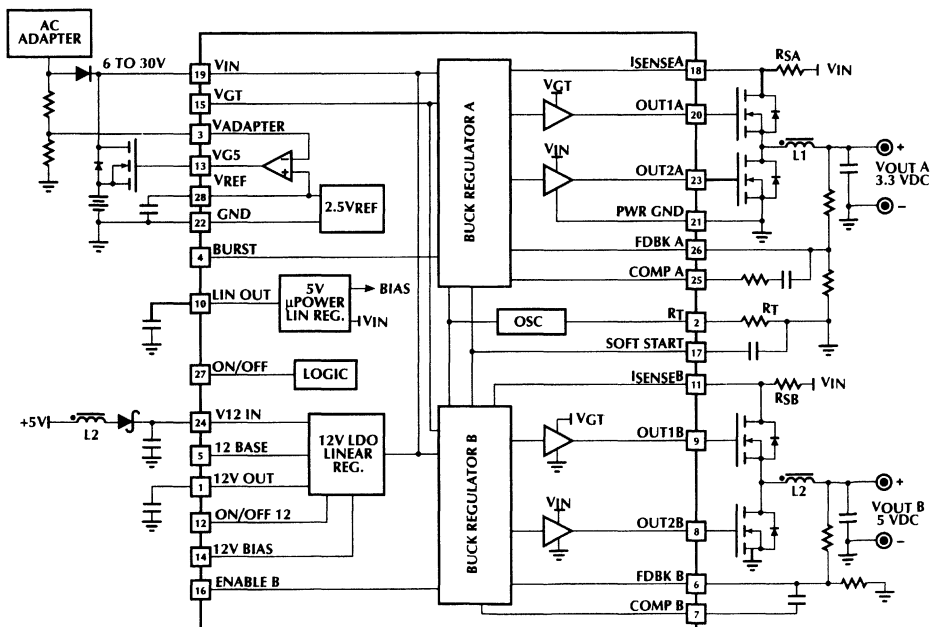 AC
ADAPTER
6 TO 30V
19 VIN
15 VGT
3 VADAPTER
13 VG5
28 VREF
22 GND
4 BURST
10 LIN OUT
27 ON/OFF
24 V12 IN
5 12 BASE
1 12V OUT
12 ON/OFF 12
14 12V BIAS
16 ENABLE B
+5V
L2
−
+
2.5VREF
5V
µPOWER
LIN REG.
BIAS
VIN
LOGIC
12V LDO
LINEAR
REG.
BUCK REGULATOR A
BUCK REGULATOR B
OSC
VGT
VIN
VGT
VIN
ISENSEA 18
OUT1A 20
OUT2A 23
PWR GND 21
FDBK A 26
COMP A 25
RT 2
SOFT START 17
ISENSEB 11
OUT1B 9
OUT2B 8
FDBK B 6
COMP B 7
RSA
VIN
L1
+
VOUT A
3.3 VDC
−
RT
RSB
VIN
L2
+
VOUT B
5 VDC
−